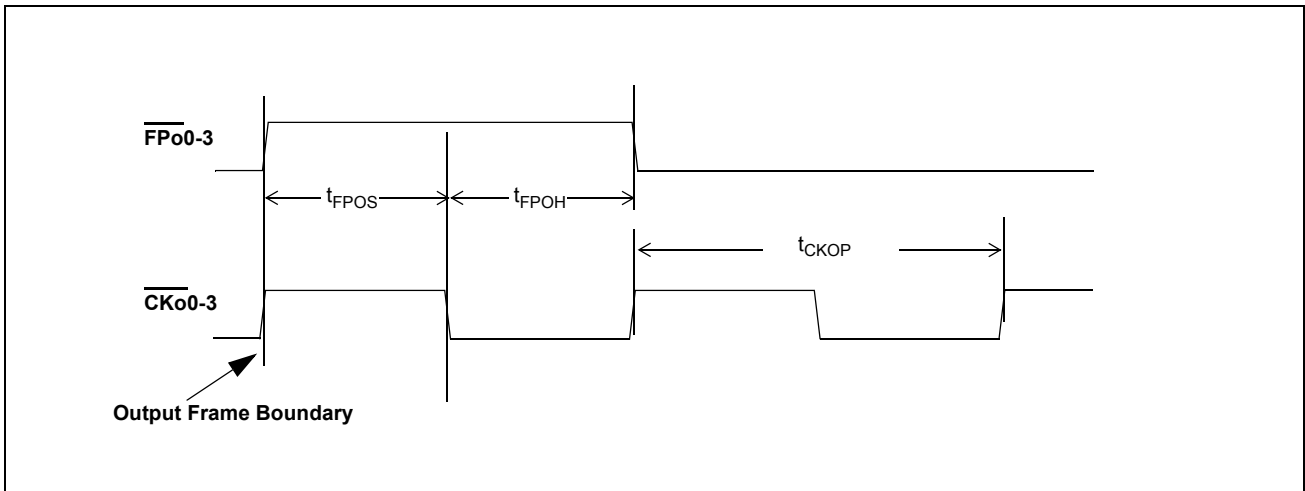 FPo0-3
tFPOS
tFPOH
tCKOP
CKo0-3
Output Frame Boundary